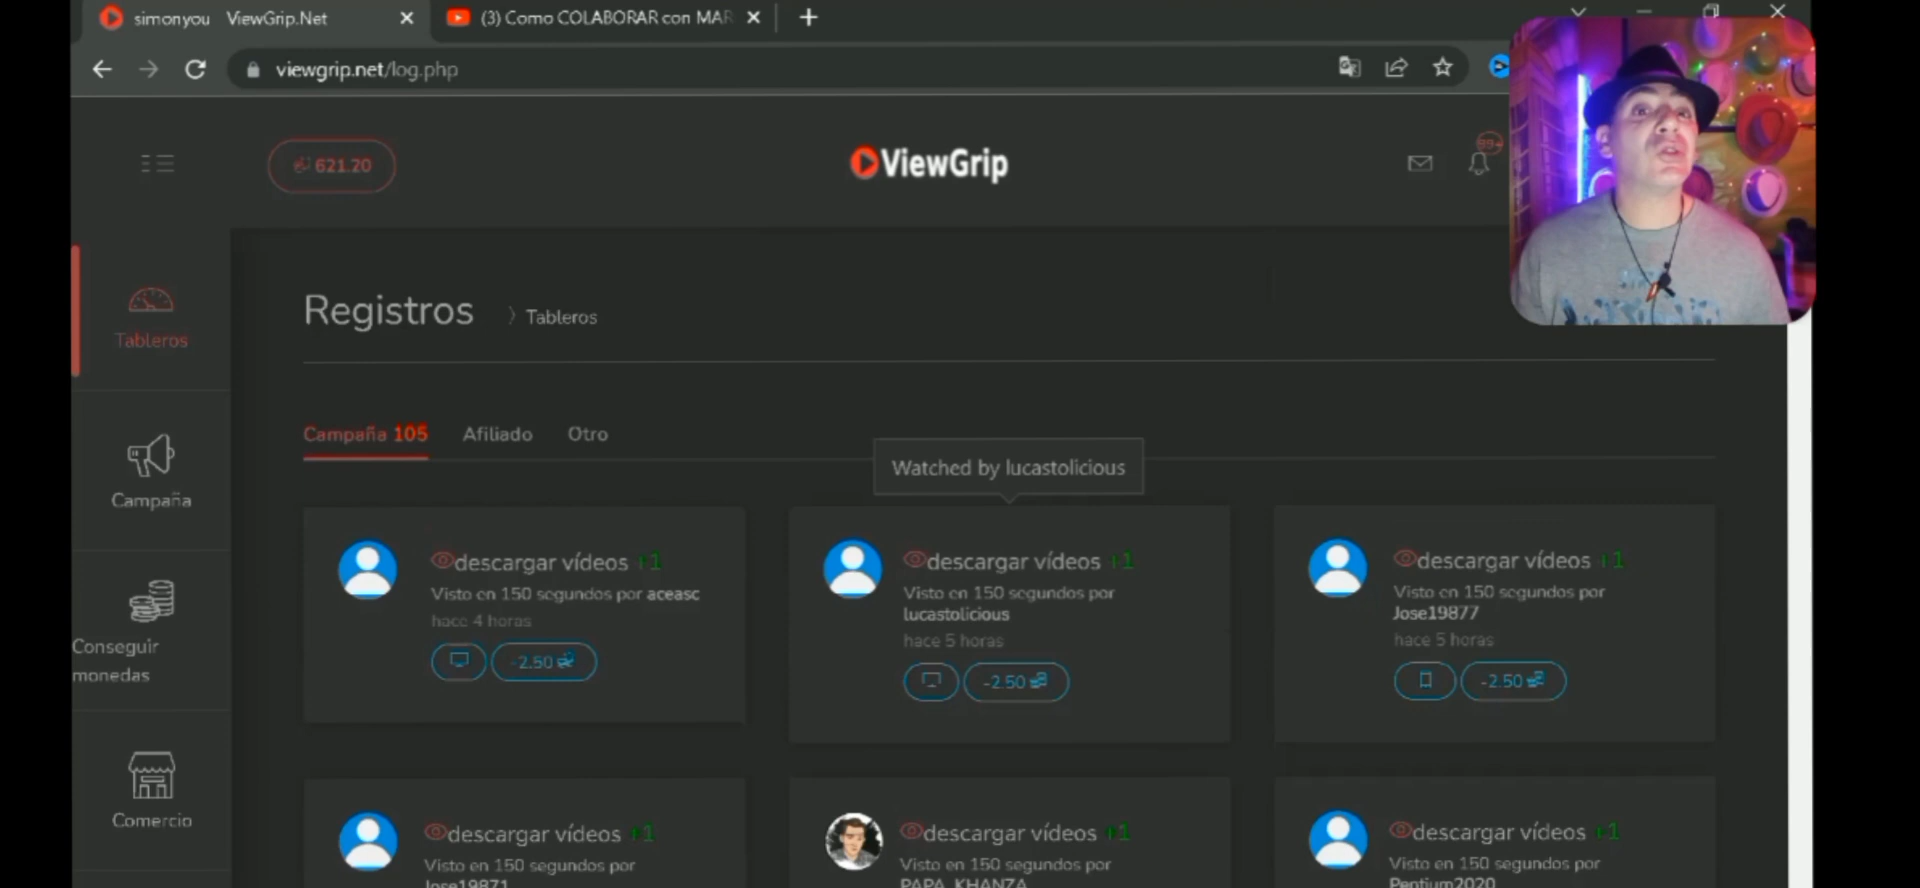 simonyou ViewGrip.Net
(3) Como COLABORAR con MAR
viewgrip.net/log.php
621.20
ViewGrip
99+
Registros
Tableros
Tableros
Campaña 105 Afiliado Otro
Watched by lucastolicious
Campaña
Conseguir
monedas
Comercio
descargar vídeos +1
Visto en 150 segundos por aceasc
hace 4 horas
-2.50
descargar vídeos +1
Visto en 150 segundos por
lucastolicious
hace 5 horas
-2.50
descargar vídeos +1
Visto en 150 segundos por
Jose19877
hace 5 horas
-2.50
descargar vídeos +1
Visto en 150 segundos por
Jose19871
descargar vídeos +1
Visto en 150 segundos por
PAPA_KHANZA
descargar vídeos +1
Visto en 150 segundos por
Pentium2020